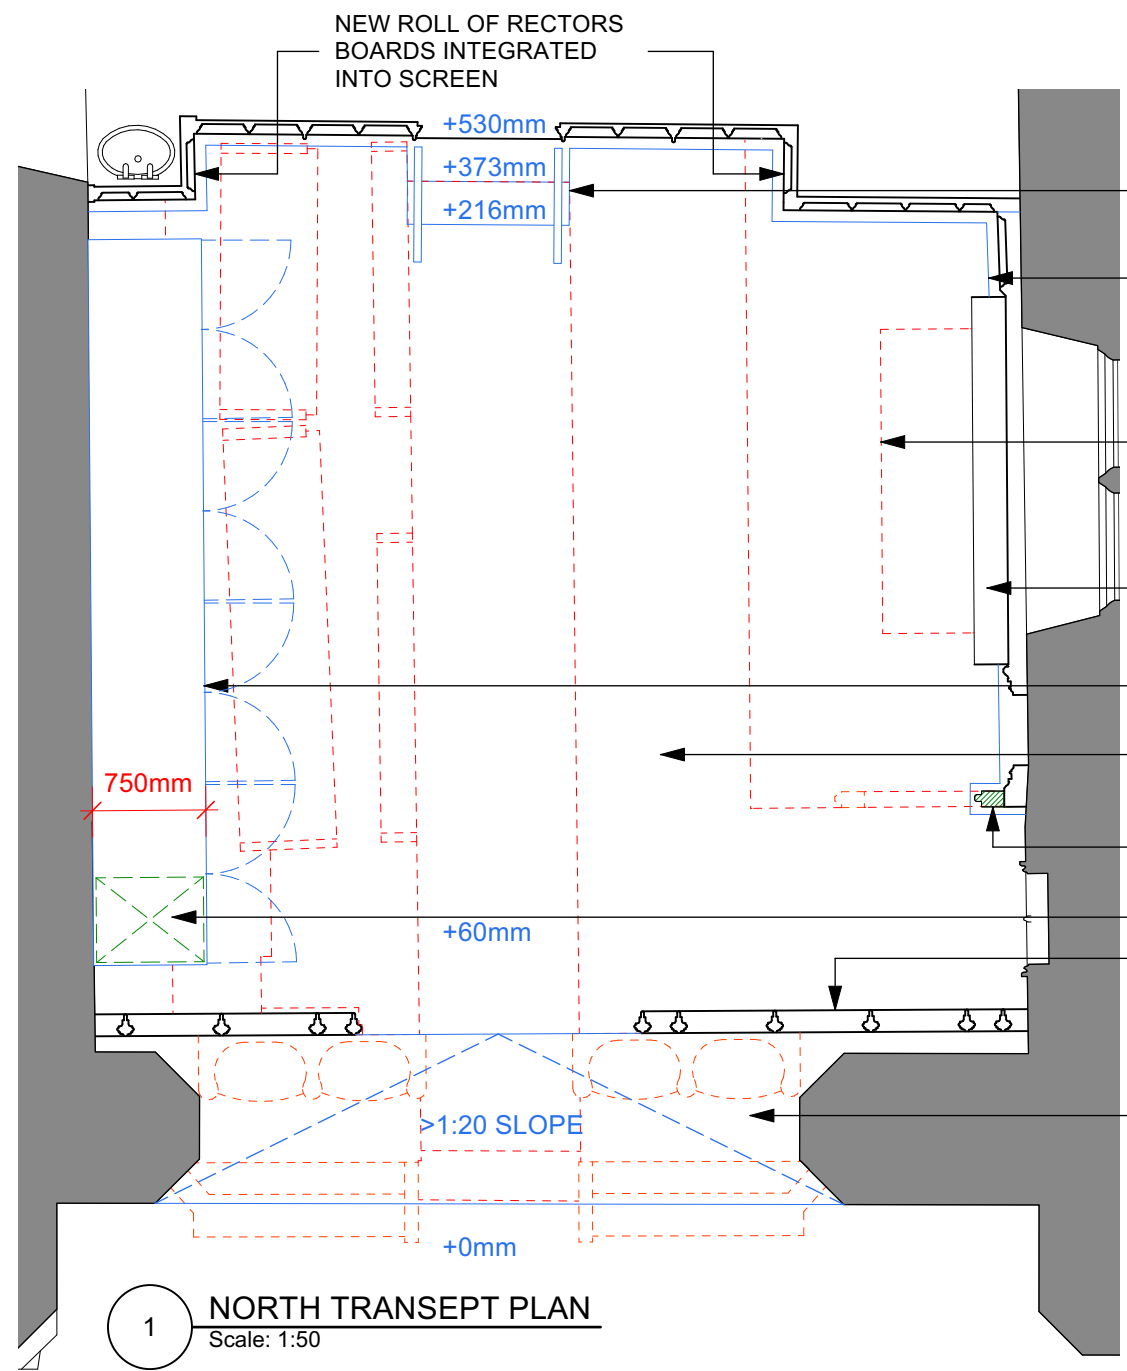 NEW ROLL OF RECTORS
BOARDS INTEGRATED
INTO SCREEN
+530mm
+373mm
+216mm
750mm
+60mm
>1:20 SLOPE
+0mm
1
NORTH TRANSEPT PLAN
Scale: 1:50